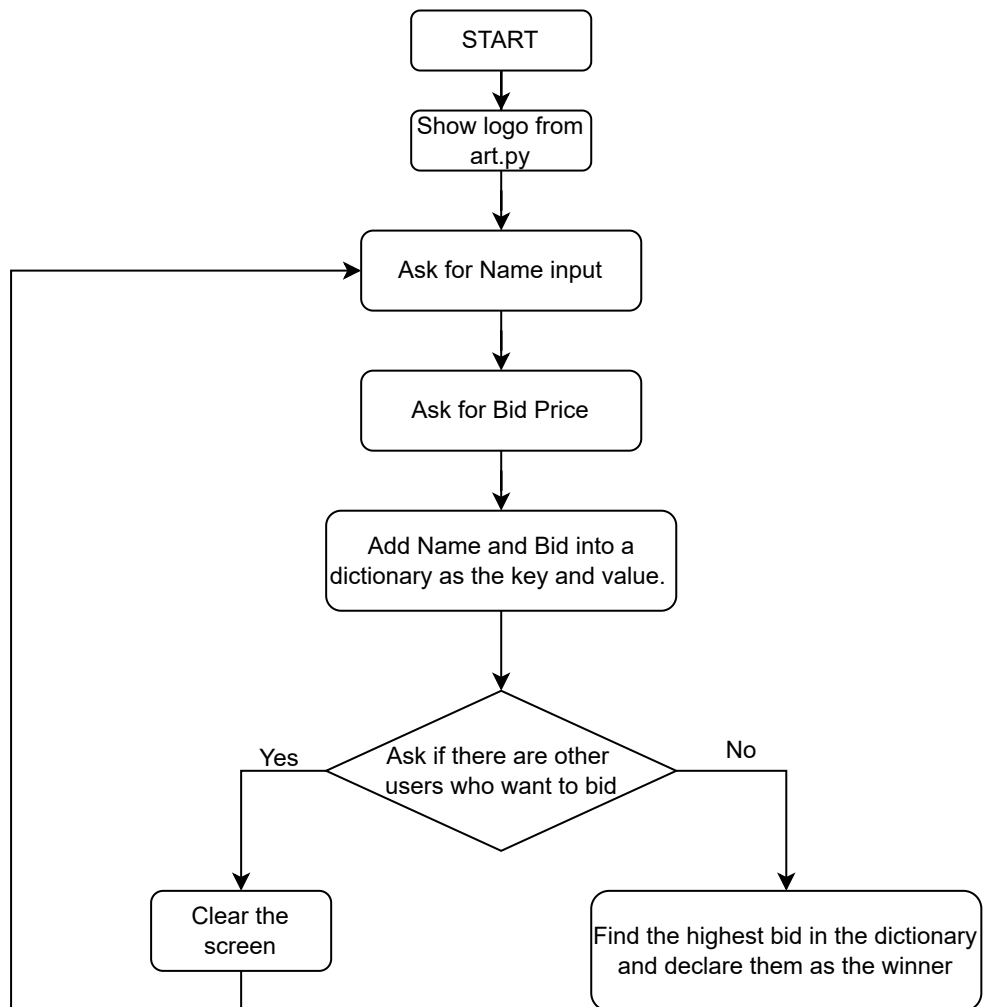 START
Show logo from
art.py
Ask for Name input
Ask for Bid Price
Add Name and Bid into a
dictionary as the key and value.
Ask if there are other
users who want to bid
Yes
No
Clear the
screen
Find the highest bid in the dictionary
and declare them as the winner